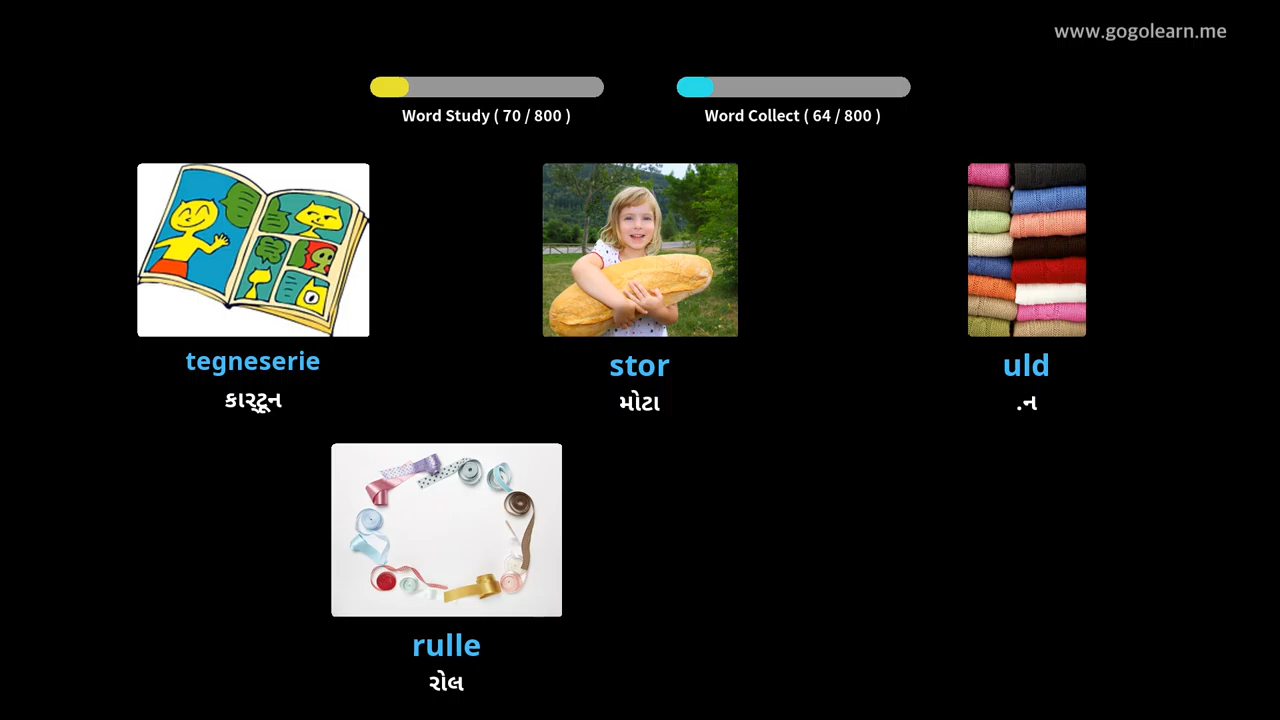 www.gogolearn.me
Word Study ( 70 / 800 )
Word Collect ( 64 / 800 )
tegneserie
કાર્ટૂન
stor
મોટા
uld
.ન
rulle
રોલ